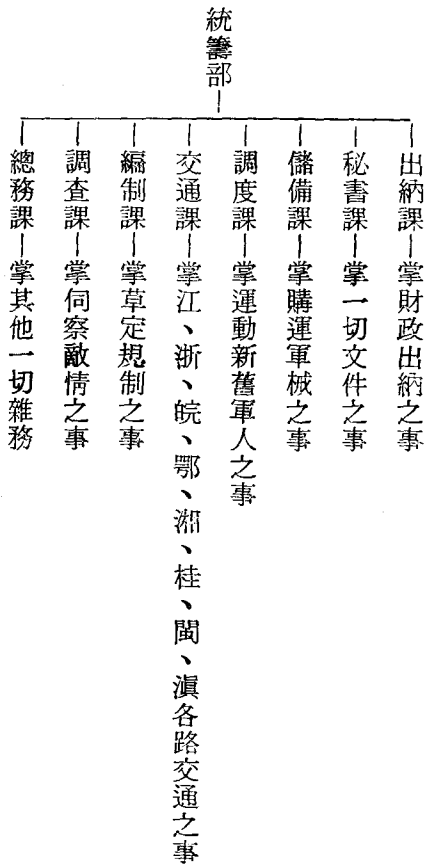 統籌部
出納課—掌財政出納之事
秘書課—掌一切文件之事
儲備課—掌購運軍械之事
調度課—掌運動新舊軍人之事
交通課—掌江、浙、皖、鄂、湘、桂、閩、滇各路交通之事
編制課—掌草定規制之事
調查課—掌伺察敵情之事
總務課—掌其他一切雜務